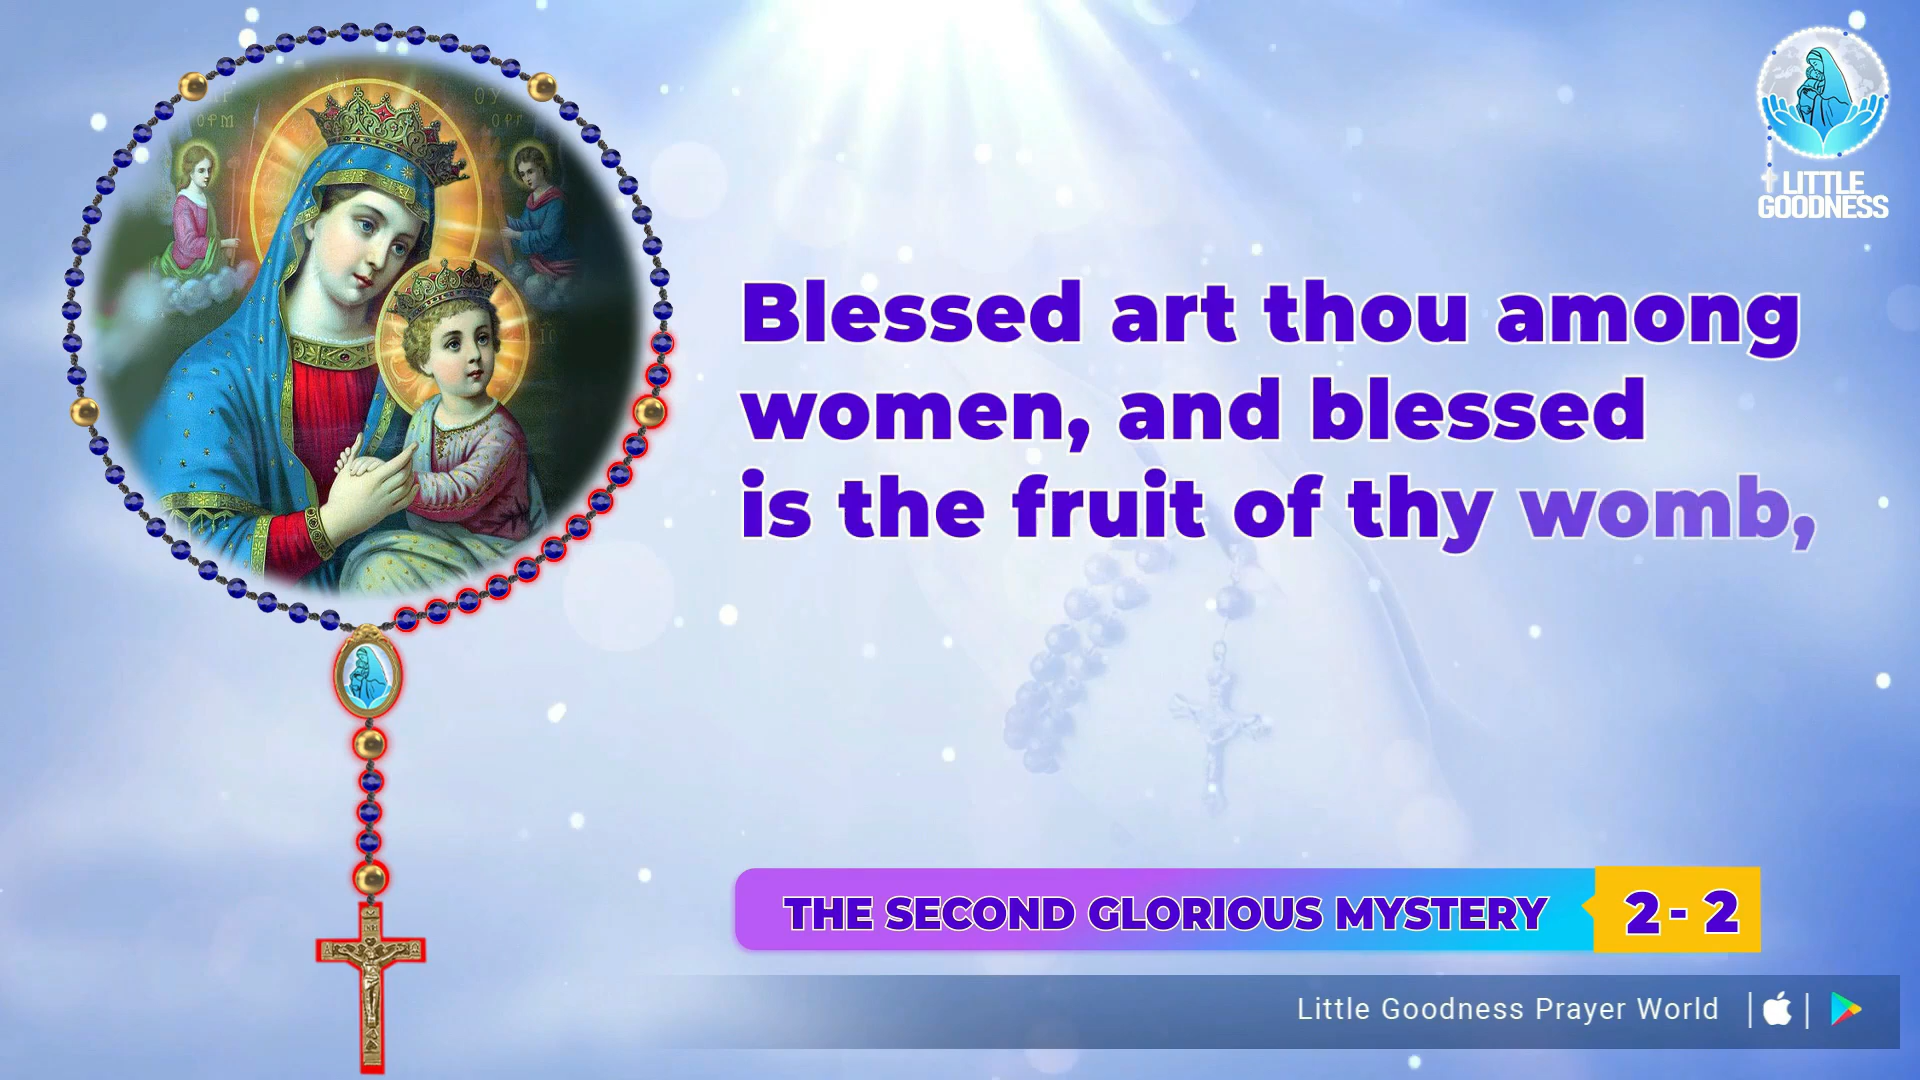 LITTLE
GOODNESS
Blessed art thou among
women, and blessed
is the fruit of thy womb,
THE SECOND GLORIOUS MYSTERY
2 - 2
Little Goodness Prayer World